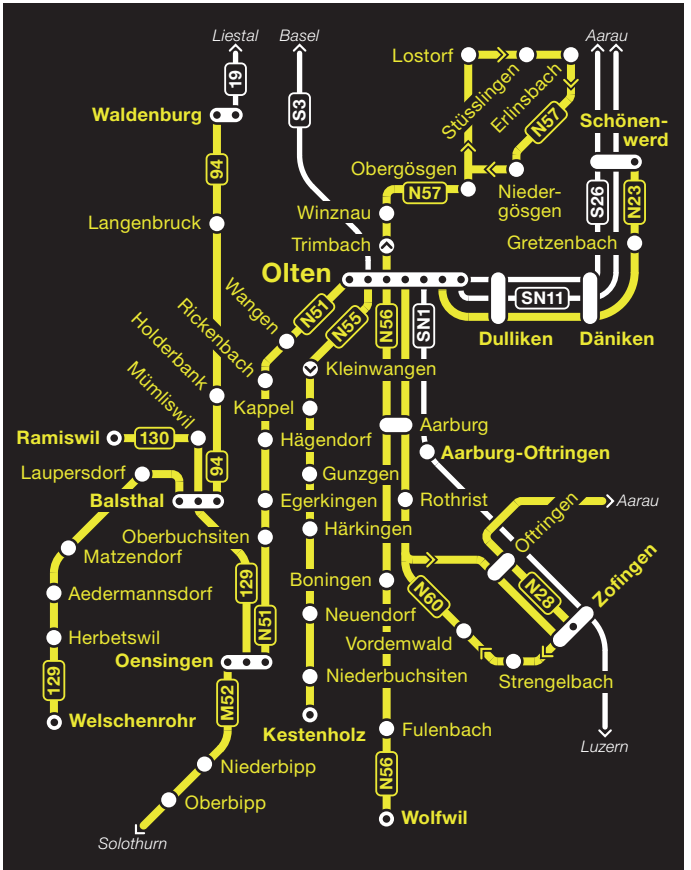 Liestal
Basel
Aarau
19
S3
Lostorf
Stüsslingen
Erlinsbach
N57
Waldenburg
Schönen-
werd
94
Obergösgen
N57
Nieder-
gösgen
S26
N23
Langenbruck
Winznau
Trimbach
Gretzenbach
Olten
Wangen
N51
N55
N56
SN1
SN11
Rickenbach
Dulliken
Däniken
Holderbank
Kleinwangen
Mümliswil
Kappel
Ramiswil
130
Hägendorf
Aarburg
Aarburg-Oftringen
94
Laupersdorf
Gunzgen
Balsthal
Egerkingen
Rothrist
Aarau
Oftringen
Oberbuchsiten
Härkingen
Matzendorf
129
Boningen
N60
N28
Zofingen
Aedermannsdorf
N51
Neuendorf
Vordemwald
Herbetswil
Oensingen
Niederbuchsiten
Strengelbach
129
M52
Welschenrohr
Kestenholz
Fulenbach
Luzern
Niederbipp
N56
Oberbipp
Wolfwil
Solothurn